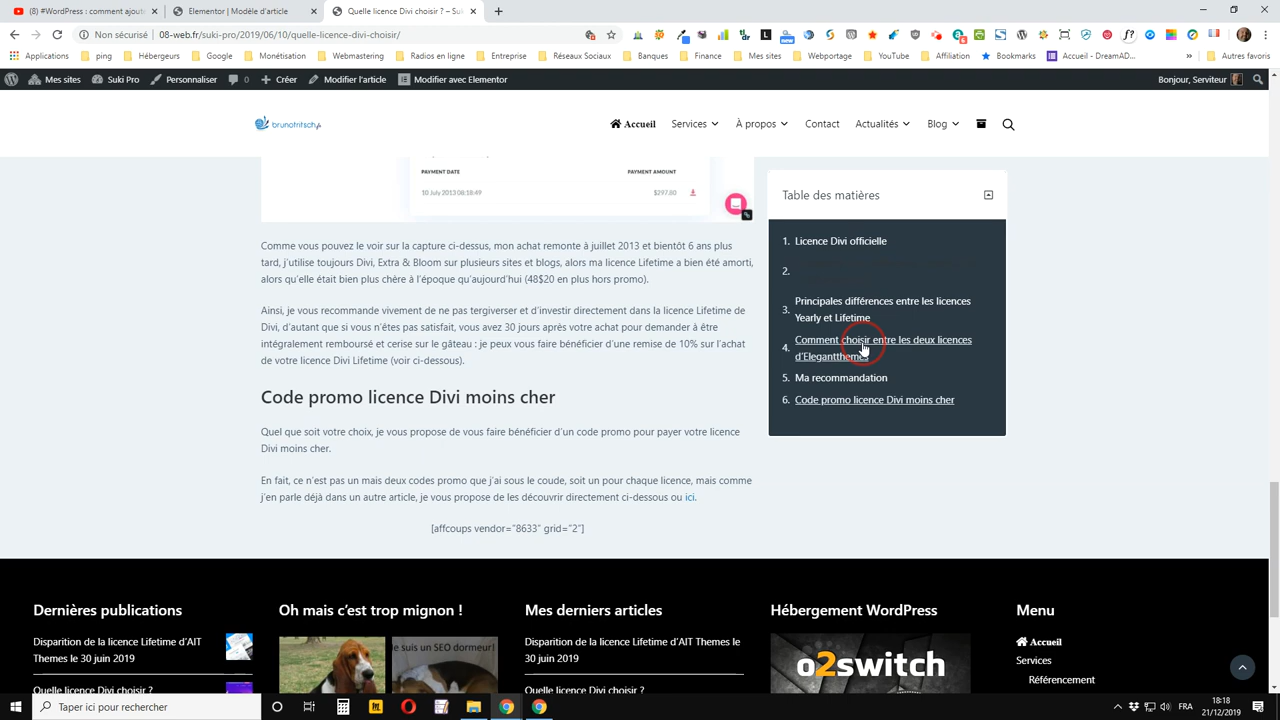 (8) #WordPress : comment ajoute
Elementor | Modèle d'article
Quelle licence Divi choisir ? – Suk
Non sécurisé | 08-web.fr/suki-pro/2019/06/10/quelle-licence-divi-choisir/
Applications ping Hébergeurs Google Monétisation Webmastering Radios en ligne Entreprise Réseaux Sociaux Banques Finance Mes sites Webportage YouTube Affiliation Bookmarks Accueil - DreamAD... » Autres favoris
Mes sites Suki Pro Personnaliser 0 Créer Modifier l'article Modifier avec Elementor Bonjour, Serviteur
brunofritsch.fr Accueil Services À propos Contact Actualités Blog
PAYMENT DATE PAYMENT AMOUNT
10 July 2013 08:18:49 $297.80
Comme vous pouvez le voir sur la capture ci-dessus, mon achat remonte à juillet 2013 et bientôt 6 ans plus
tard, j'utilise toujours Divi, Extra & Bloom sur plusieurs sites et blogs, alors ma licence Lifetime a bien été amorti,
alors qu'elle était bien plus chère à l'époque qu'aujourd'hui (48$20 en plus hors promo).
Ainsi, je vous recommande vivement de ne pas tergiverser et d'investir directement dans la licence Lifetime de
Divi, d'autant que si vous n'êtes pas satisfait, vous avez 30 jours après votre achat pour demander à être
intégralement remboursé et cerise sur le gâteau : je peux vous faire bénéficier d'une remise de 10% sur l'achat
de votre licence Divi Lifetime (voir ci-dessous).
Code promo licence Divi moins cher
Quel que soit votre choix, je vous propose de vous faire bénéficier d'un code promo pour payer votre licence
Divi moins cher.
En fait, ce n'est pas un mais deux codes promo que j'ai sous le coude, soit un pour chaque licence, mais comme
j'en parle déjà dans un autre article, je vous propose de les découvrir directement ci-dessous ou ici.
[affcoups vendor="8633" grid="2"]
Table des matières
1. Licence Divi officielle
2.
3. Principales différences entre les licences
Yearly et Lifetime
4. Comment choisir entre les deux licences
d'Elegantthemes
5. Ma recommandation
6. Code promo licence Divi moins cher
Dernières publications
Disparition de la licence Lifetime d'AIT
Themes le 30 juin 2019
Quelle licence Divi choisir ?
Oh mais c'est trop mignon !
Je suis un SEO dormeur!
Mes derniers articles
Disparition de la licence Lifetime d'AIT Themes le
30 juin 2019
Quelle licence Divi choisir ?
Hébergement WordPress
o2switch
Menu
Accueil
Services
Référencement
Taper ici pour rechercher
FRA
18:18
21/12/2019